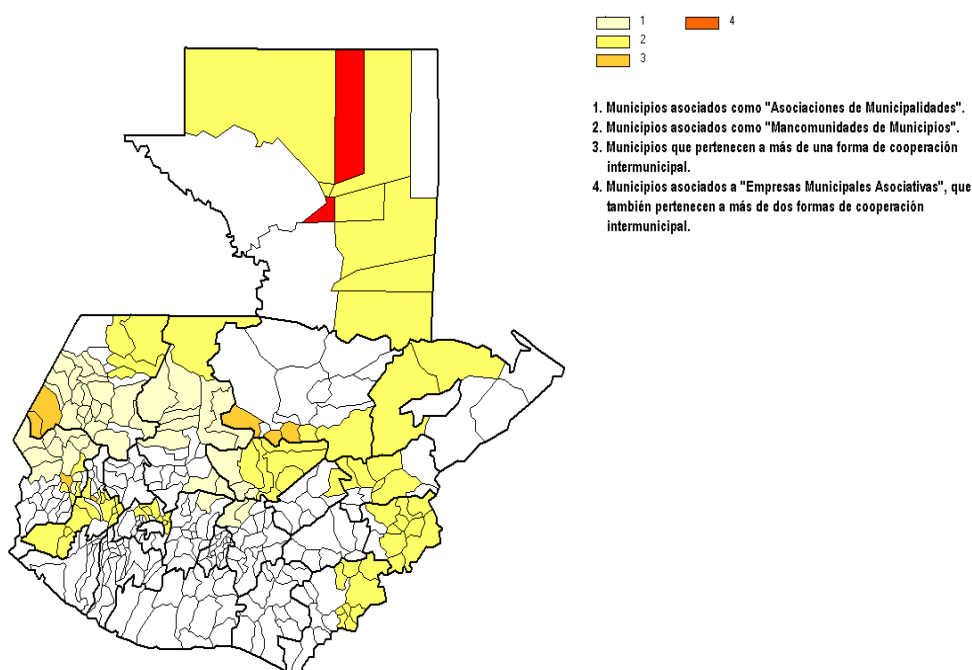 1 4
2
3
1. Municipios asociados como "Asociaciones de Municipalidades".
2. Municipios asociados como "Mancomunidades de Municipios".
3. Municipios que pertenecen a más de una forma de cooperación
intermunicipal.
4. Municipios asociados a "Empresas Municipales Asociativas", que
también pertenecen a más de dos formas de cooperación
intermunicipal.